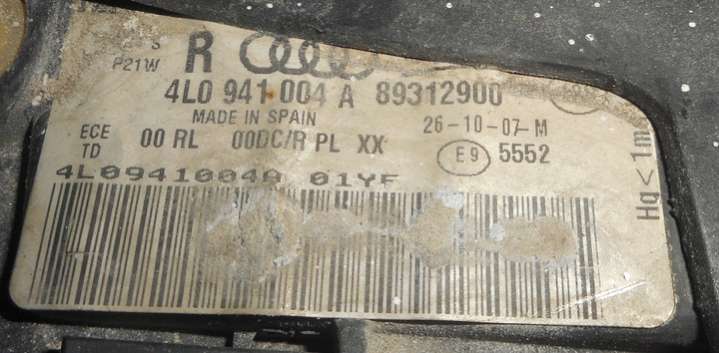 S
P21W R
4L0 941 004 A 89312900
MADE IN SPAIN 26-10-07-M
ECE 00 RL 00DC/R PL XX
TD E9 5552
4L0941004A 01YF
Hg < 1m